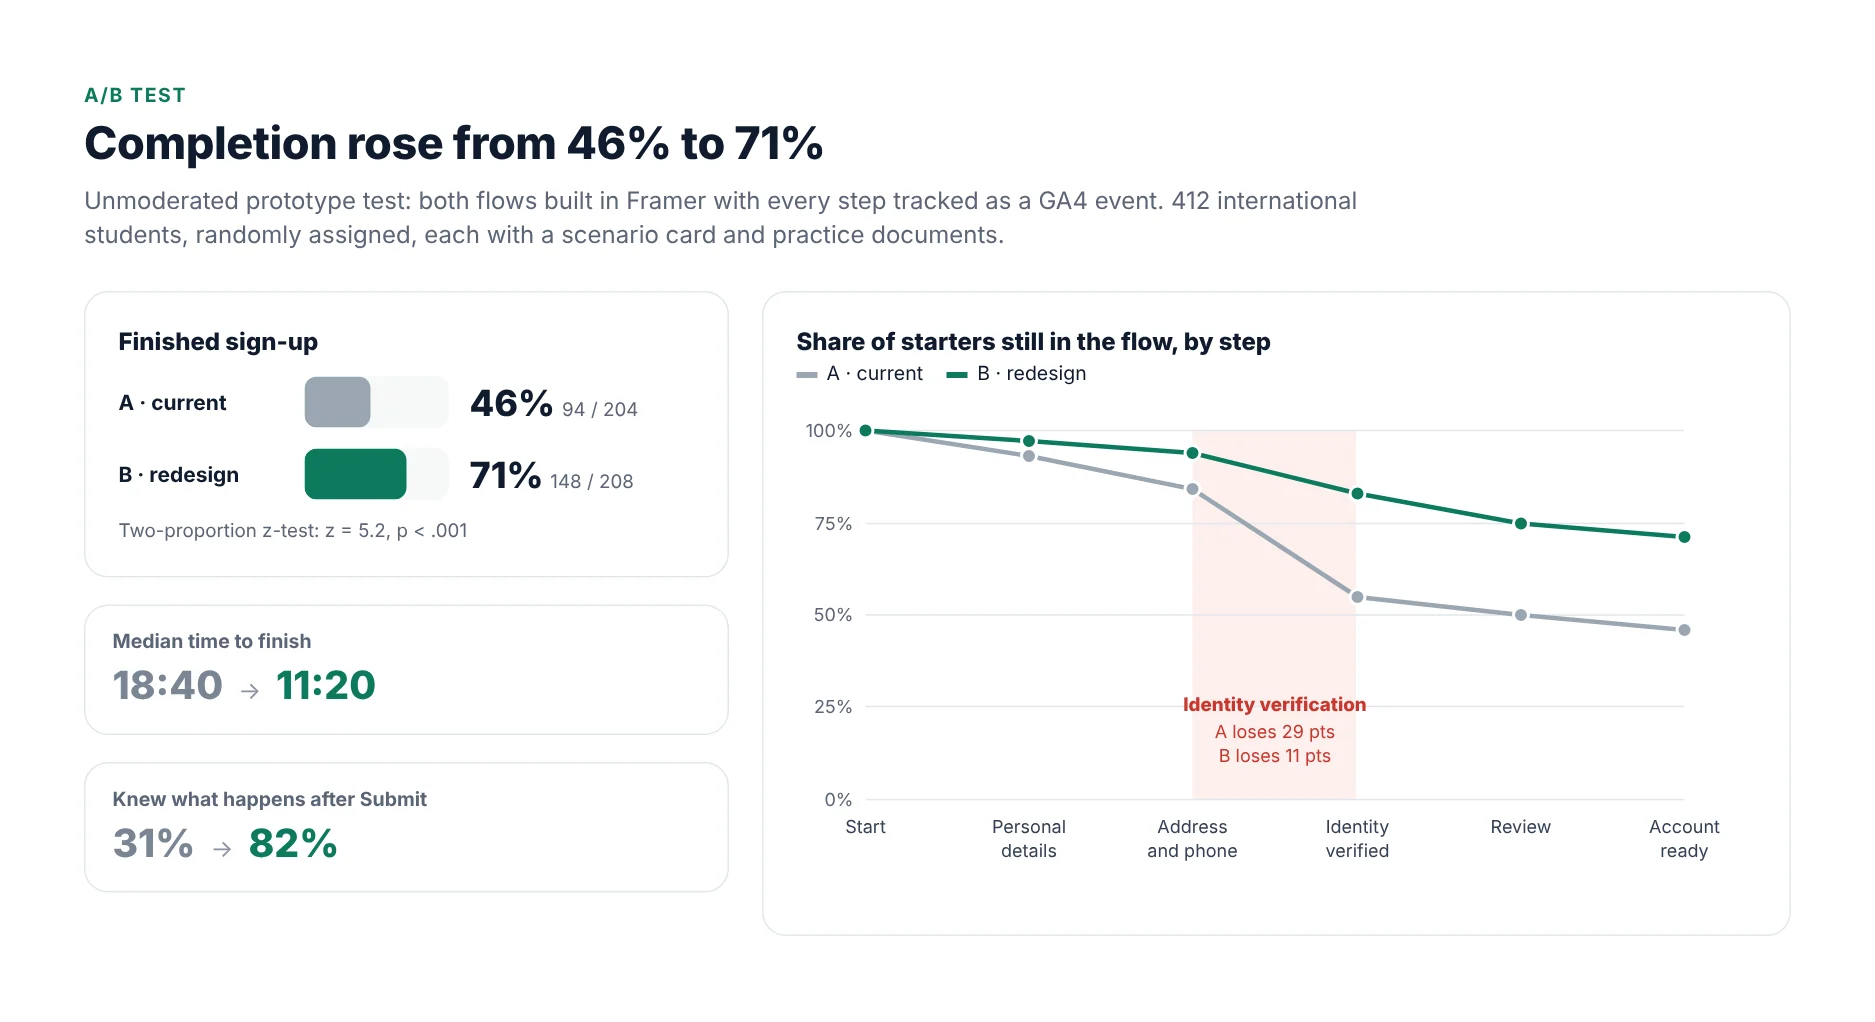 A/B TEST
Completion rose from 46% to 71%
Unmoderated prototype test: both flows built in Framer with every step tracked as a GA4 event. 412 international
students, randomly assigned, each with a scenario card and practice documents.
Finished sign-up
A · current 46% 94 / 204
B · redesign 71% 148 / 208
Two-proportion z-test: z = 5.2, p < .001
Median time to finish
18:40 → 11:20
Knew what happens after Submit
31% → 82%
Share of starters still in the flow, by step
A · current B · redesign
100%
75%
50%
25%
0%
Identity verification
A loses 29 pts
B loses 11 pts
Start
Personal
details
Address
and phone
Identity
verified
Review
Account
ready